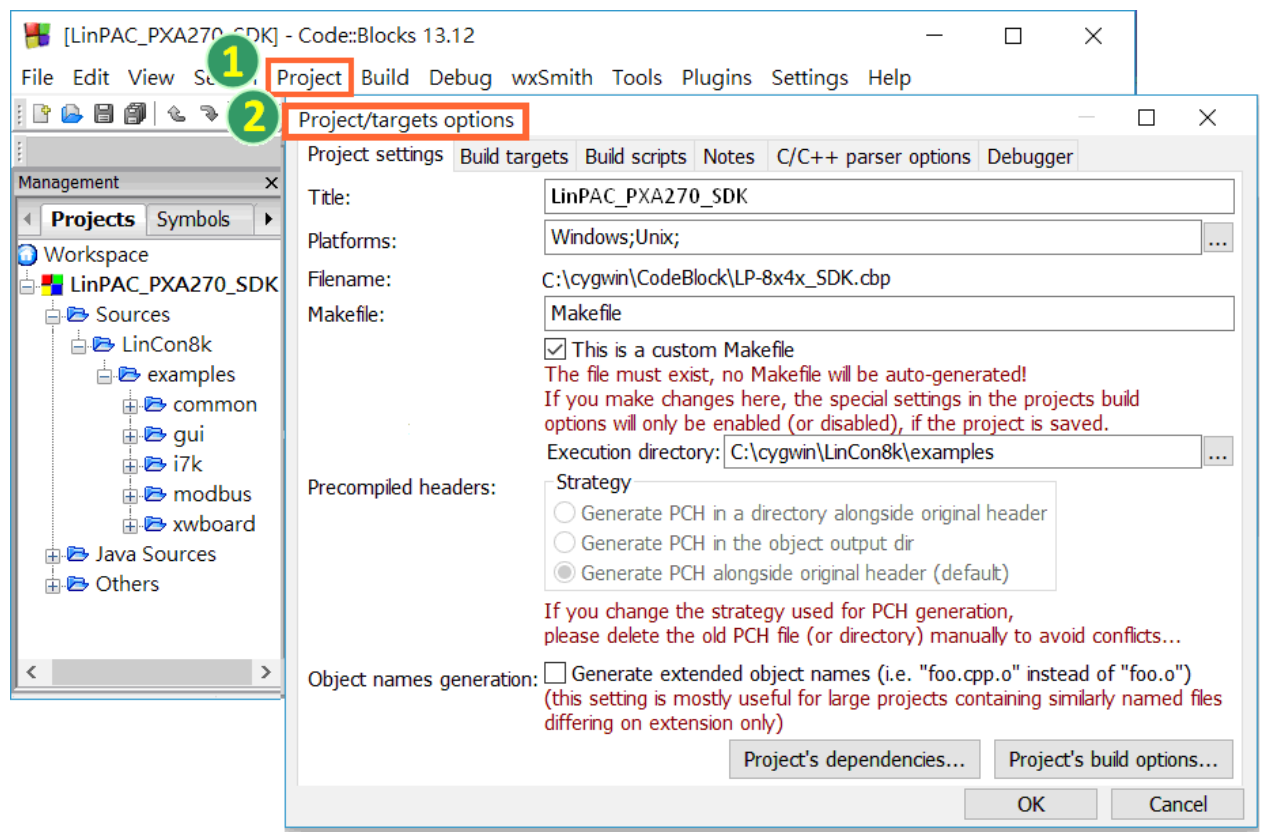 [LinPAC_PXA270_SDK] - Code::Blocks 13.12
File Edit View Project Build Debug wxSmith Tools Plugins Settings Help
1
2
Project/targets options
Project settings Build targets Build scripts Notes C/C++ parser options Debugger
Management
Projects Symbols
Workspace
LinPAC_PXA270_SDK
Sources
LinCon8k
examples
common
gui
i7k
modbus
xwboard
Java Sources
Others
Title: LinPAC_PXA270_SDK
Platforms: Windows;Unix; ...
Filename: C:\cygwin\CodeBlock\LP-8x4x_SDK.cbp
Makefile: Makefile
This is a custom Makefile
The file must exist, no Makefile will be auto-generated!
If you make changes here, the special settings in the projects build
options will only be enabled (or disabled), if the project is saved.
Execution directory: C:\cygwin\LinCon8k\examples ...
Precompiled headers: Strategy
Generate PCH in a directory alongside original header
Generate PCH in the object output dir
Generate PCH alongside original header (default)
If you change the strategy used for PCH generation,
please delete the old PCH file (or directory) manually to avoid conflicts...
Object names generation: Generate extended object names (i.e. "foo.cpp.o" instead of "foo.o")
(this setting is mostly useful for large projects containing similarly named files
differing on extension only)
Project's dependencies... Project's build options...
OK Cancel